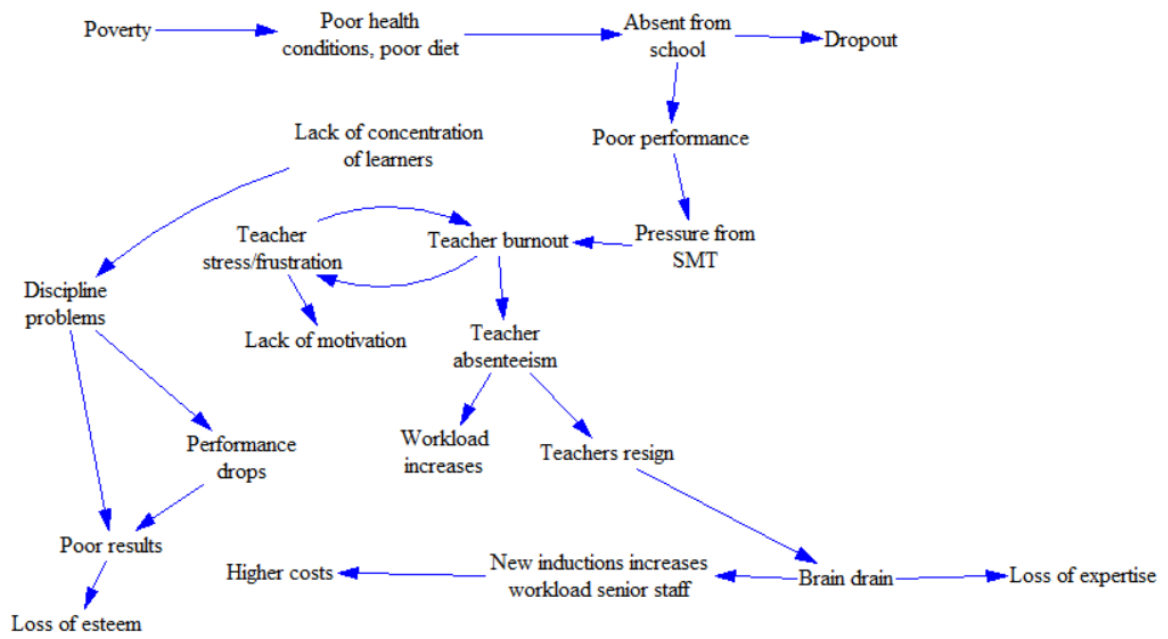 Poverty
Poor health
conditions, poor diet
Absent from
school
Dropout
Lack of concentration
of learners
Poor performance
Teacher
stress/frustration
Teacher burnout
Pressure from
SMT
Discipline
problems
Lack of motivation
Teacher
absenteeism
Performance
drops
Workload
increases
Teachers resign
Poor results
Higher costs
New inductions increases
workload senior staff
Brain drain
Loss of expertise
Loss of esteem